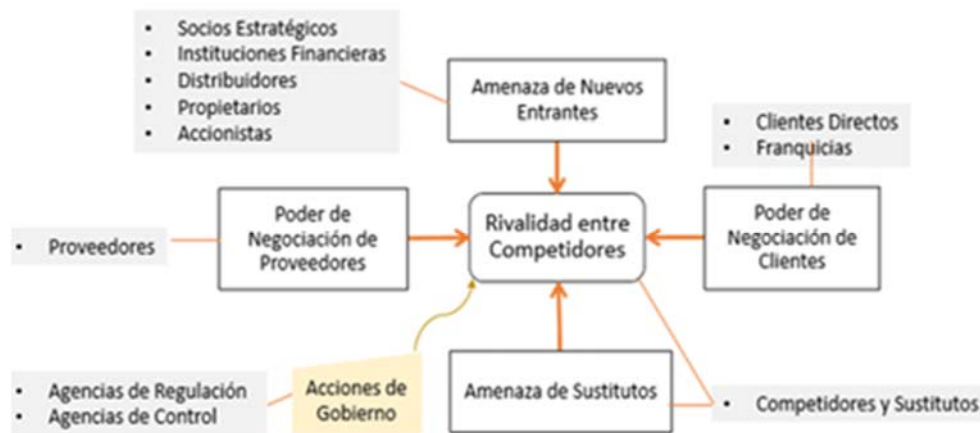 • Socios Estratégicos
• Instituciones Financieras
• Distribuidores
• Propietarios
• Accionistas
Amenaza de Nuevos
Entrantes
• Clientes Directos
• Franquicias
• Proveedores
Poder de
Negociación de
Proveedores
Rivalidad entre
Competidores
Poder de
Negociación de
Clientes
• Agencias de Regulación
• Agencias de Control
Acciones de
Gobierno
Amenaza de Sustitutos
• Competidores y Sustitutos